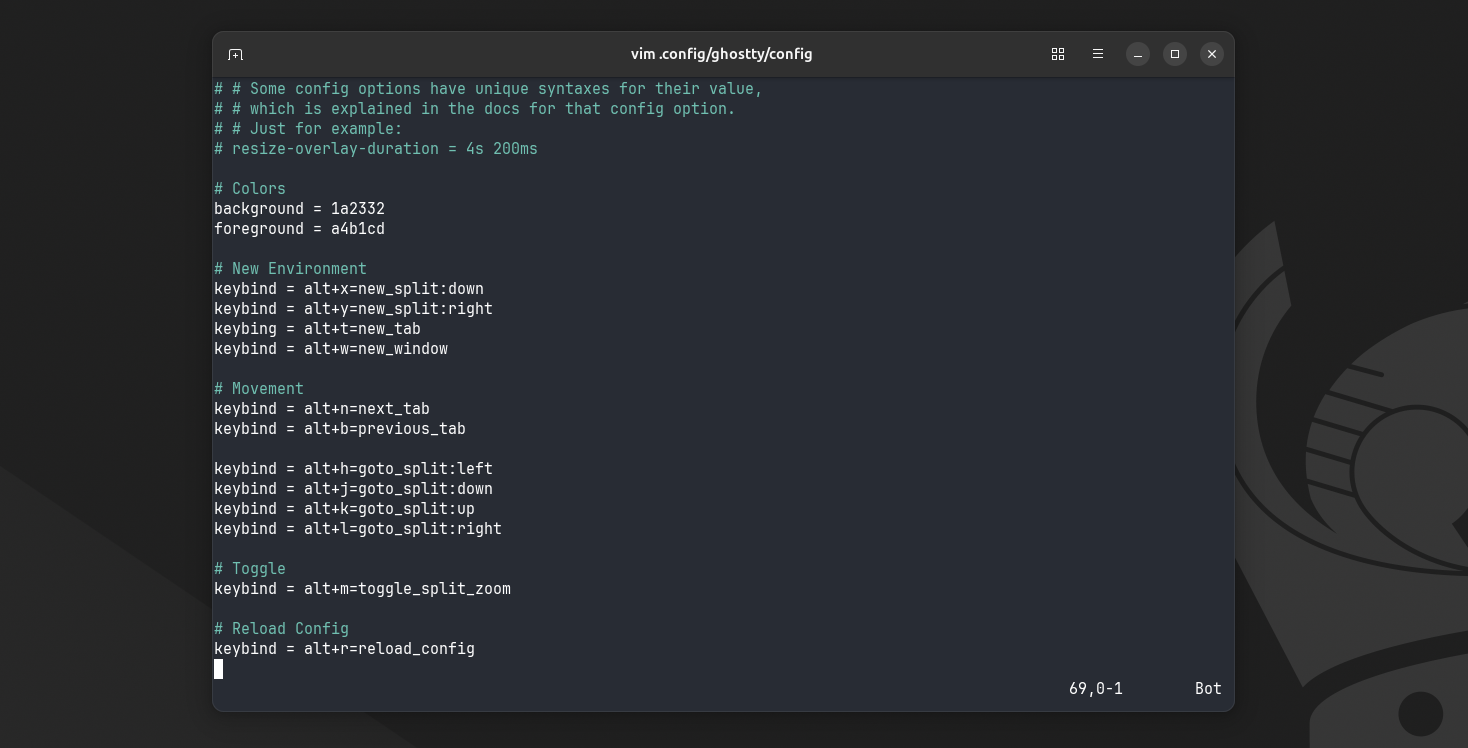 vim .config/ghostty/config
# # Some config options have unique syntaxes for their value,
# # which is explained in the docs for that config option.
# # Just for example:
# resize-overlay-duration = 4s 200ms
# Colors
background = 1a2332
foreground = a4b1cd
# New Environment
keybind = alt+x=new_split:down
keybind = alt+y=new_split:right
keybing = alt+t=new_tab
keybind = alt+w=new_window
# Movement
keybind = alt+n=next_tab
keybind = alt+b=previous_tab
keybind = alt+h=goto_split:left
keybind = alt+j=goto_split:down
keybind = alt+k=goto_split:up
keybind = alt+l=goto_split:right
# Toggle
keybind = alt+m=toggle_split_zoom
# Reload Config
keybind = alt+r=reload_config
69,0-1 Bot